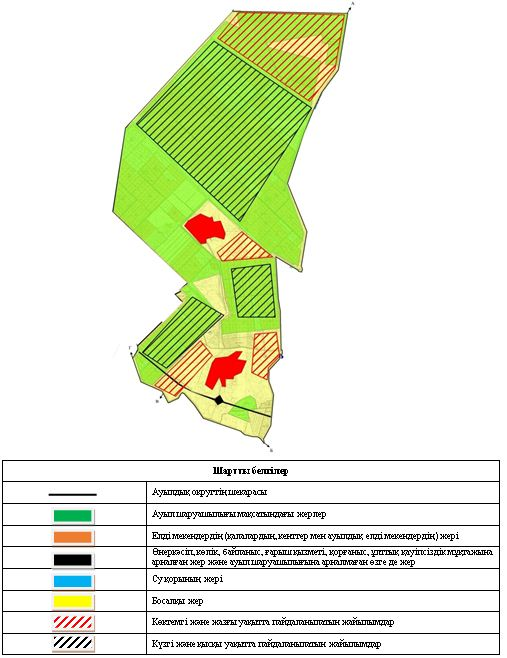 А
Г
В
Б
Шартты белгілер
Ауылдық округтің шекарасы
Ауыл шаруашылығы мақсатындағы жерлер
Елді мекендердің (қалалардың, кенттер мен ауылдық елді мекендердің) жері
Өнеркәсіп, көлік, байланыс, ғарыш қызметі, қорғаныс, ұлттық қауіпсіздік мұқтажына
арналған жер және ауыл шаруашылығына арналмаған өзге де жер
Су қорының жері
Босалқы жер
Көктемгі және жазғы уақытта пайдаланылатын жайылымдар
Күзгі және қысқы уақытта пайдаланылатын жайылымдар